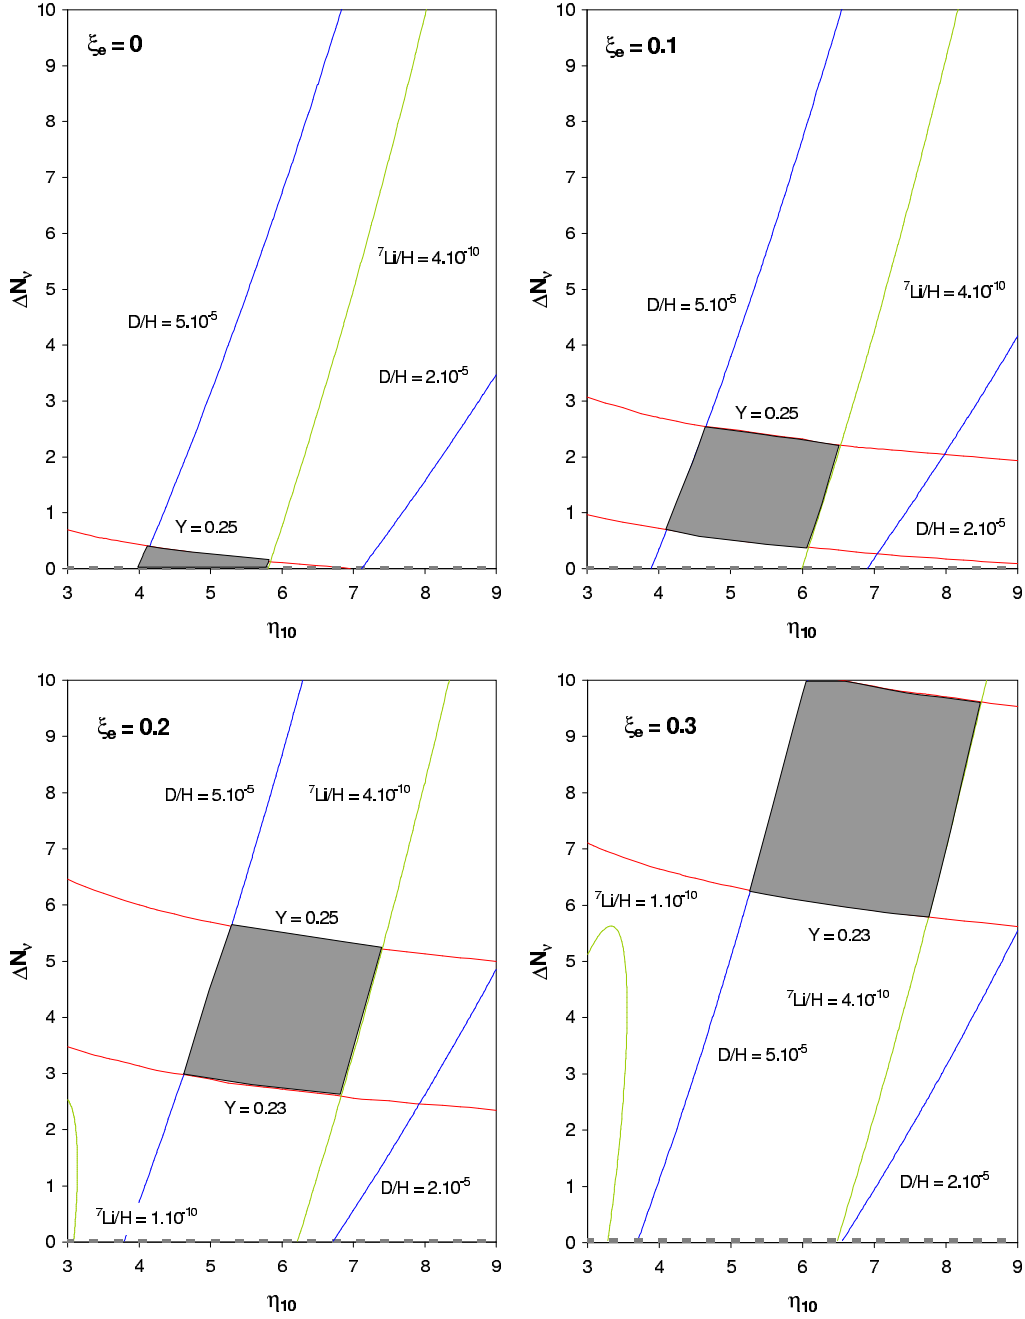 ξe = 0
10
9
8
7
6
5
4
3
2
1
0
ΔNν
⁷Li/H = 4.10⁻¹⁰
D/H = 5.10⁻⁵
D/H = 2.10⁻⁵
Y = 0.25
3 4 5 6 7 8 9
η10
ξe = 0.1
10
9
8
7
6
5
4
3
2
1
0
ΔNν
D/H = 5.10⁻⁵
⁷Li/H = 4.10⁻¹⁰
Y = 0.25
D/H = 2.10⁻⁵
3 4 5 6 7 8 9
η10
ξe = 0.2
10
9
8
7
6
5
4
3
2
1
0
ΔNν
D/H = 5.10⁻⁵
⁷Li/H = 4.10⁻¹⁰
Y = 0.25
Y = 0.23
D/H = 2.10⁻⁵
⁷Li/H = 1.10⁻¹⁰
3 4 5 6 7 8 9
η10
ξe = 0.3
10
9
8
7
6
5
4
3
2
1
0
ΔNν
⁷Li/H = 1.10⁻¹⁰
Y = 0.23
⁷Li/H = 4.10⁻¹⁰
D/H = 5.10⁻⁵
D/H = 2.10⁻⁵
3 4 5 6 7 8 9
η10